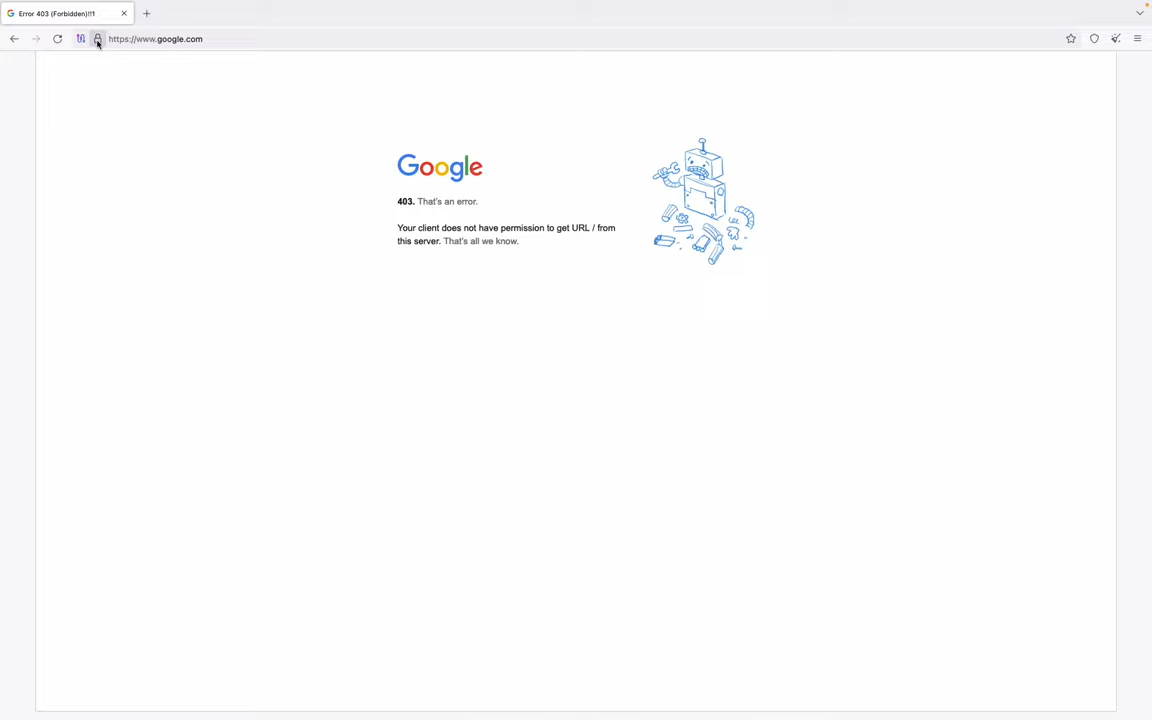 Error 403 (Forbidden)!!1
https://www.google.com
Google
403. That's an error.
Your client does not have permission to get URL / from
this server. That's all we know.